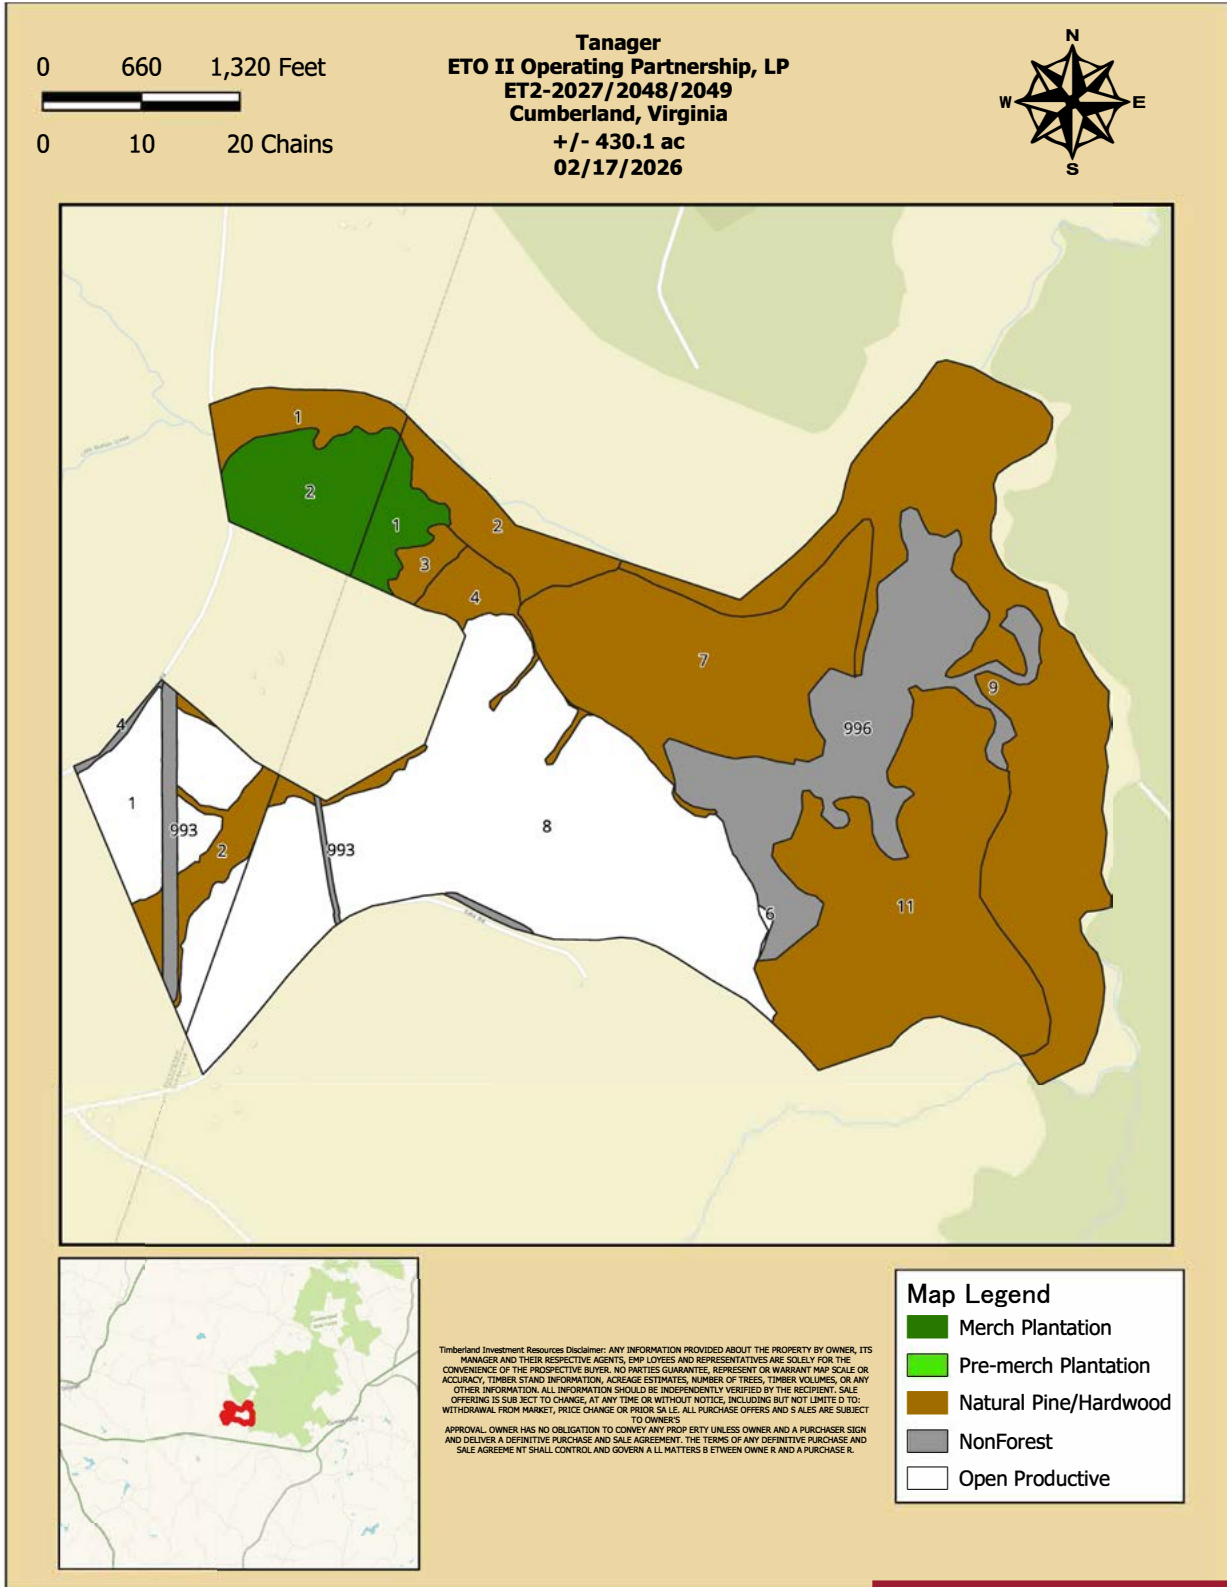 Tanager
ETO II Operating Partnership, LP
ET2-2027/2048/2049
Cumberland, Virginia
+/- 430.1 ac
02/17/2026
0 660 1,320 Feet
0 10 20 Chains
N
W E
S
1
2
1
2
3
4
7
9
4
996
1
993
2
993
8
6
11
Map Legend
Merch Plantation
Pre-merch Plantation
Natural Pine/Hardwood
NonForest
Open Productive
Timberland Investment Resources Disclaimer: ANY INFORMATION PROVIDED ABOUT THE PROPERTY BY OWNER, ITS
MANAGER AND THEIR RESPECTIVE AGENTS, EMP LOYEES AND REPRESENTATIVES ARE SOLELY FOR THE
CONVENIENCE OF THE PROSPECTIVE BUYER. NO PARTIES GUARANTEE, REPRESENT OR WARRANT MAP SCALE OR
ACCURACY, TIMBER STAND INFORMATION, ACREAGE ESTIMATES, NUMBER OF TREES, TIMBER VOLUMES, OR ANY
OTHER INFORMATION. ALL INFORMATION SHOULD BE INDEPENDENTLY VERIFIED BY THE RECIPIENT. SALE
OFFERING IS SUB JECT TO CHANGE, AT ANY TIME OR WITHOUT NOTICE, INCLUDING BUT NOT LIMITE D TO:
WITHDRAWAL FROM MARKET, PRICE CHANGE OR PRIOR SA LE. ALL PURCHASE OFFERS AND S ALES ARE SUBJECT
TO OWNER'S
APPROVAL. OWNER HAS NO OBLIGATION TO CONVEY ANY PROP ERTY UNLESS OWNER AND A PURCHASER SIGN
AND DELIVER A DEFINITIVE PURCHASE AND SALE AGREEMENT. THE TERMS OF ANY DEFINITIVE PURCHASE AND
SALE AGREEME NT SHALL CONTROL AND GOVERN A LL MATTERS B ETWEEN OWNE R AND A PURCHASE R.